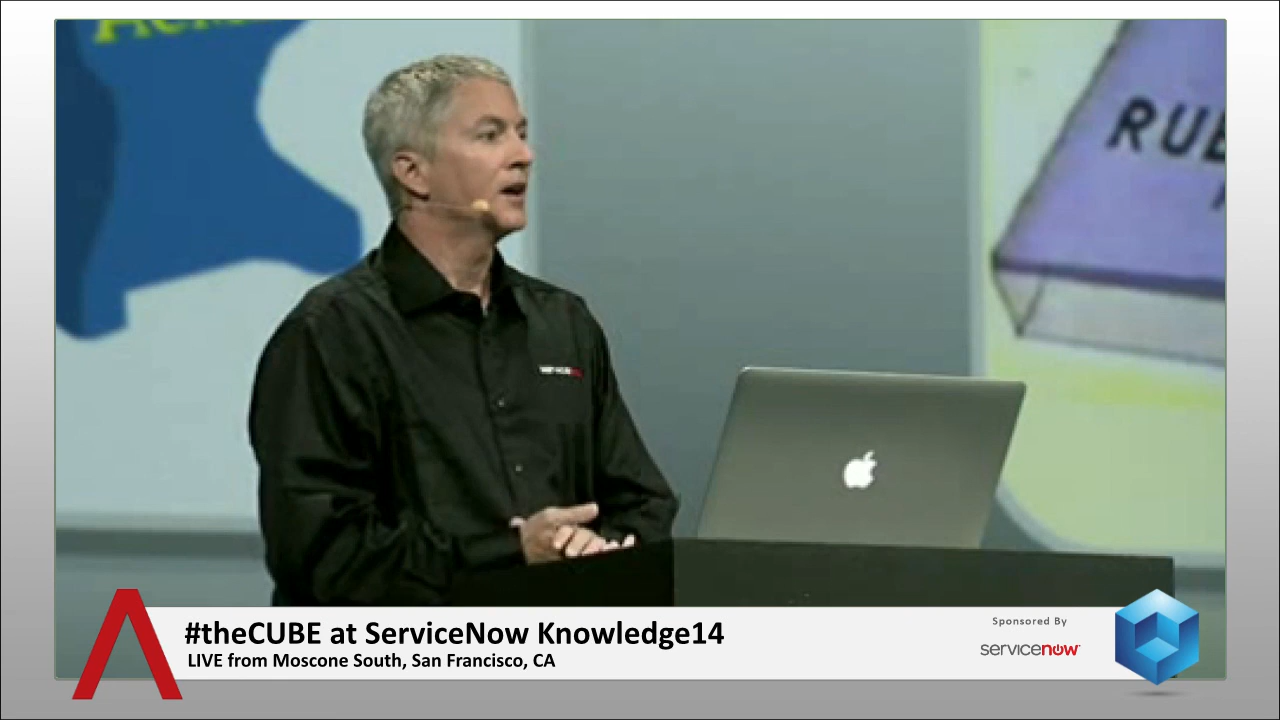 RUB
#theCUBE at ServiceNow Knowledge14
LIVE from Moscone South, San Francisco, CA
Sponsored By
servicenow